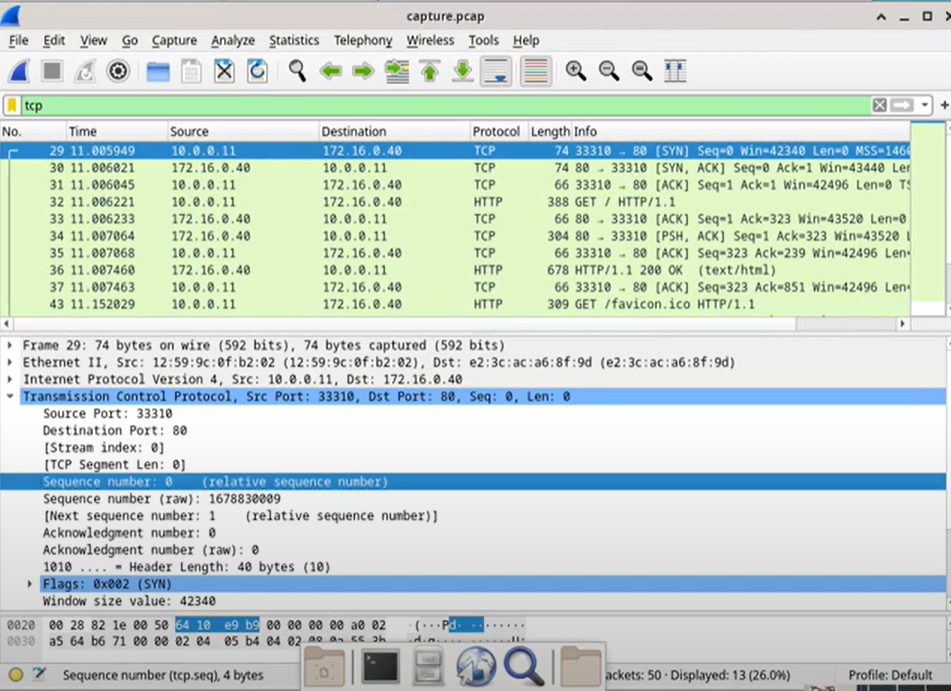 capture.pcap
File Edit View Go Capture Analyze Statistics Telephony Wireless Tools Help
tcp
No. Time Source Destination Protocol Length Info
29 11.005949 10.0.0.11 172.16.0.40 TCP 74 33310 → 80 [SYN] Seq=0 Win=42340 Len=0 MSS=146
30 11.006021 172.16.0.40 10.0.0.11 TCP 74 80 → 33310 [SYN, ACK] Seq=0 Ack=1 Win=43440 Len
31 11.006045 10.0.0.11 172.16.0.40 TCP 66 33310 → 80 [ACK] Seq=1 Ack=1 Win=42496 Len=0 TS
32 11.006221 10.0.0.11 172.16.0.40 HTTP 388 GET / HTTP/1.1
33 11.006233 172.16.0.40 10.0.0.11 TCP 66 80 → 33310 [ACK] Seq=1 Ack=323 Win=43520 Len=0
34 11.007064 172.16.0.40 10.0.0.11 TCP 304 80 → 33310 [PSH, ACK] Seq=1 Ack=323 Win=43520 L
35 11.007068 10.0.0.11 172.16.0.40 TCP 66 33310 → 80 [ACK] Seq=323 Ack=239 Win=42496 Len=
36 11.007460 172.16.0.40 10.0.0.11 HTTP 678 HTTP/1.1 200 OK (text/html)
37 11.007463 10.0.0.11 172.16.0.40 TCP 66 33310 → 80 [ACK] Seq=323 Ack=851 Win=42496 Len=
43 11.152029 10.0.0.11 172.16.0.40 HTTP 309 GET /favicon.ico HTTP/1.1
Frame 29: 74 bytes on wire (592 bits), 74 bytes captured (592 bits)
Ethernet II, Src: 12:59:9c:0f:b2:02 (12:59:9c:0f:b2:02), Dst: e2:3c:ac:a6:8f:9d (e2:3c:ac:a6:8f:9d)
Internet Protocol Version 4, Src: 10.0.0.11, Dst: 172.16.0.40
Transmission Control Protocol, Src Port: 33310, Dst Port: 80, Seq: 0, Len: 0
Source Port: 33310
Destination Port: 80
[Stream index: 0]
[TCP Segment Len: 0]
Sequence number: 0 (relative sequence number)
Sequence number (raw): 1678830009
[Next sequence number: 1 (relative sequence number)]
Acknowledgment number: 0
Acknowledgment number (raw): 0
1010 .... = Header Length: 40 bytes (10)
Flags: 0x002 (SYN)
Window size value: 42340
0020 00 28 82 1e 00 50 64 10 e9 b9 00 00 00 00 a0 02 ·(···Pd· ········
0030 a5 64 b6 71 00 00 02 04 05 b4 04 02
Sequence number (tcp.seq), 4 bytes
ackets: 50 · Displayed: 13 (26.0%)
Profile: Default